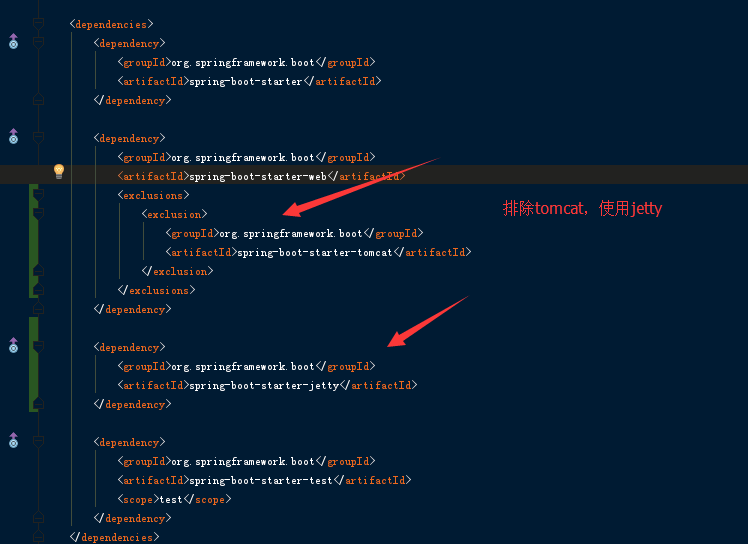 <dependencies>
<dependency>
<groupId>org.springframework.boot</groupId>
<artifactId>spring-boot-starter</artifactId>
</dependency>
<dependency>
<groupId>org.springframework.boot</groupId>
<artifactId>spring-boot-starter-web</artifactId>
<exclusions>
<exclusion>
排除tomcat，使用jetty
<groupId>org.springframework.boot</groupId>
<artifactId>spring-boot-starter-tomcat</artifactId>
</exclusion>
</exclusions>
</dependency>
<dependency>
<groupId>org.springframework.boot</groupId>
<artifactId>spring-boot-starter-jetty</artifactId>
</dependency>
<dependency>
<groupId>org.springframework.boot</groupId>
<artifactId>spring-boot-starter-test</artifactId>
<scope>test</scope>
</dependency>
</dependencies>